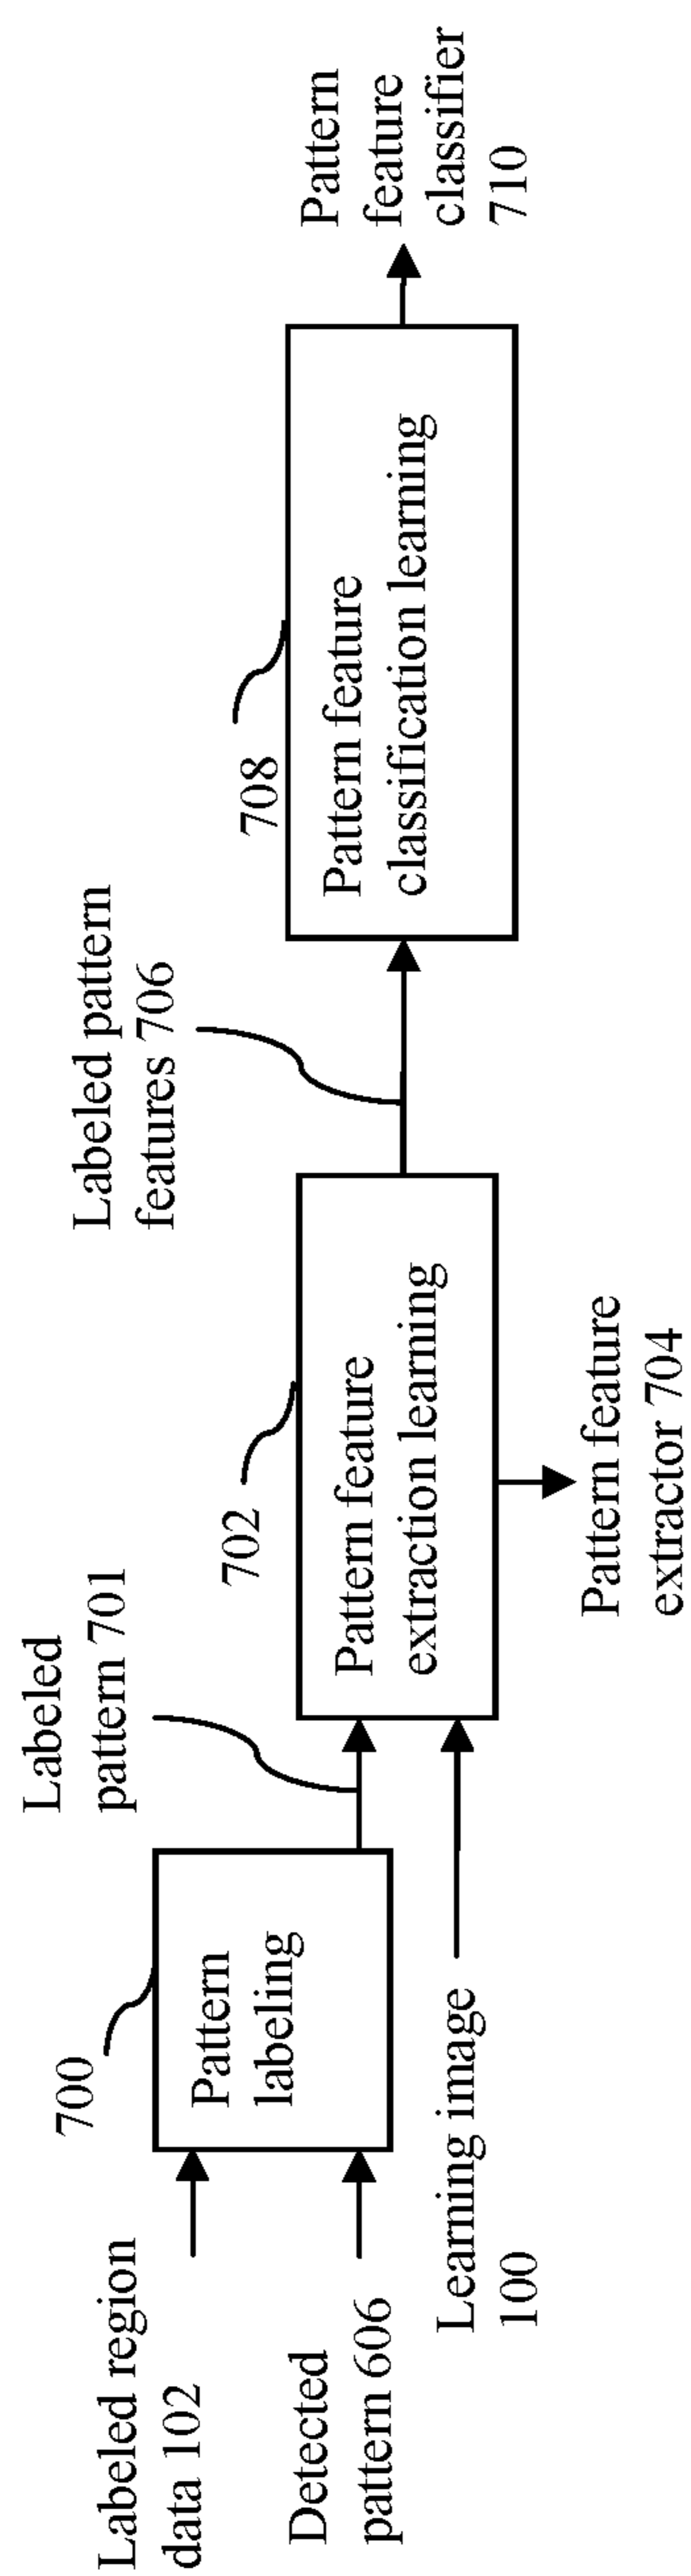 Labeled region
data 102
Detected
pattern 606
700
Pattern
labeling
Learning image
100
Labeled
pattern 701
702
Pattern feature
extraction learning
Pattern feature
extractor 704
Labeled pattern
features 706
708
Pattern feature
classification learning
Pattern
feature
classifier
710